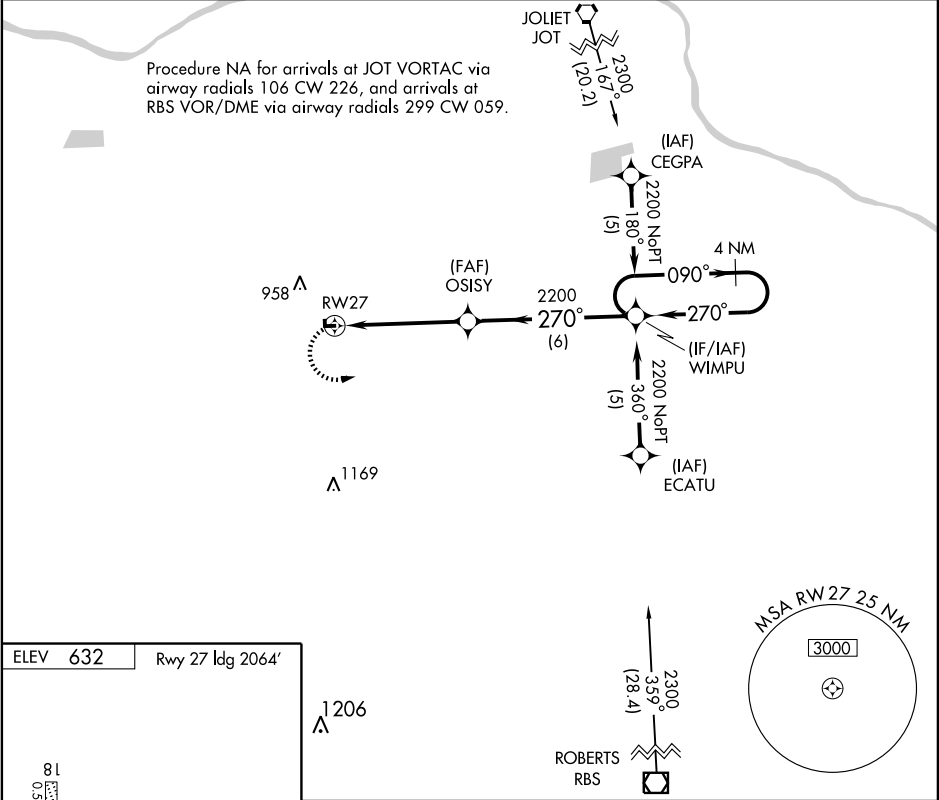 JOLIET
JOT
2300
167°
(20.2)
Procedure NA for arrivals at JOT VORTAC via
airway radials 106 CW 226, and arrivals at
RBS VOR/DME via airway radials 299 CW 059.
(IAF)
CEGPA
2200 NoPT
180°
(5)
4 NM
090°
270°
(FAF)
OSISY
958
RW27
2200
270°
(6)
(IF/IAF)
WIMPU
2200 NoPT
360°
(5)
1169
(IAF)
ECATU
MSA RW27 25 NM
3000
ELEV 632
Rwy 27 ldg 2064'
1206
2300
359°
(28.4)
ROBERTS
RBS
18